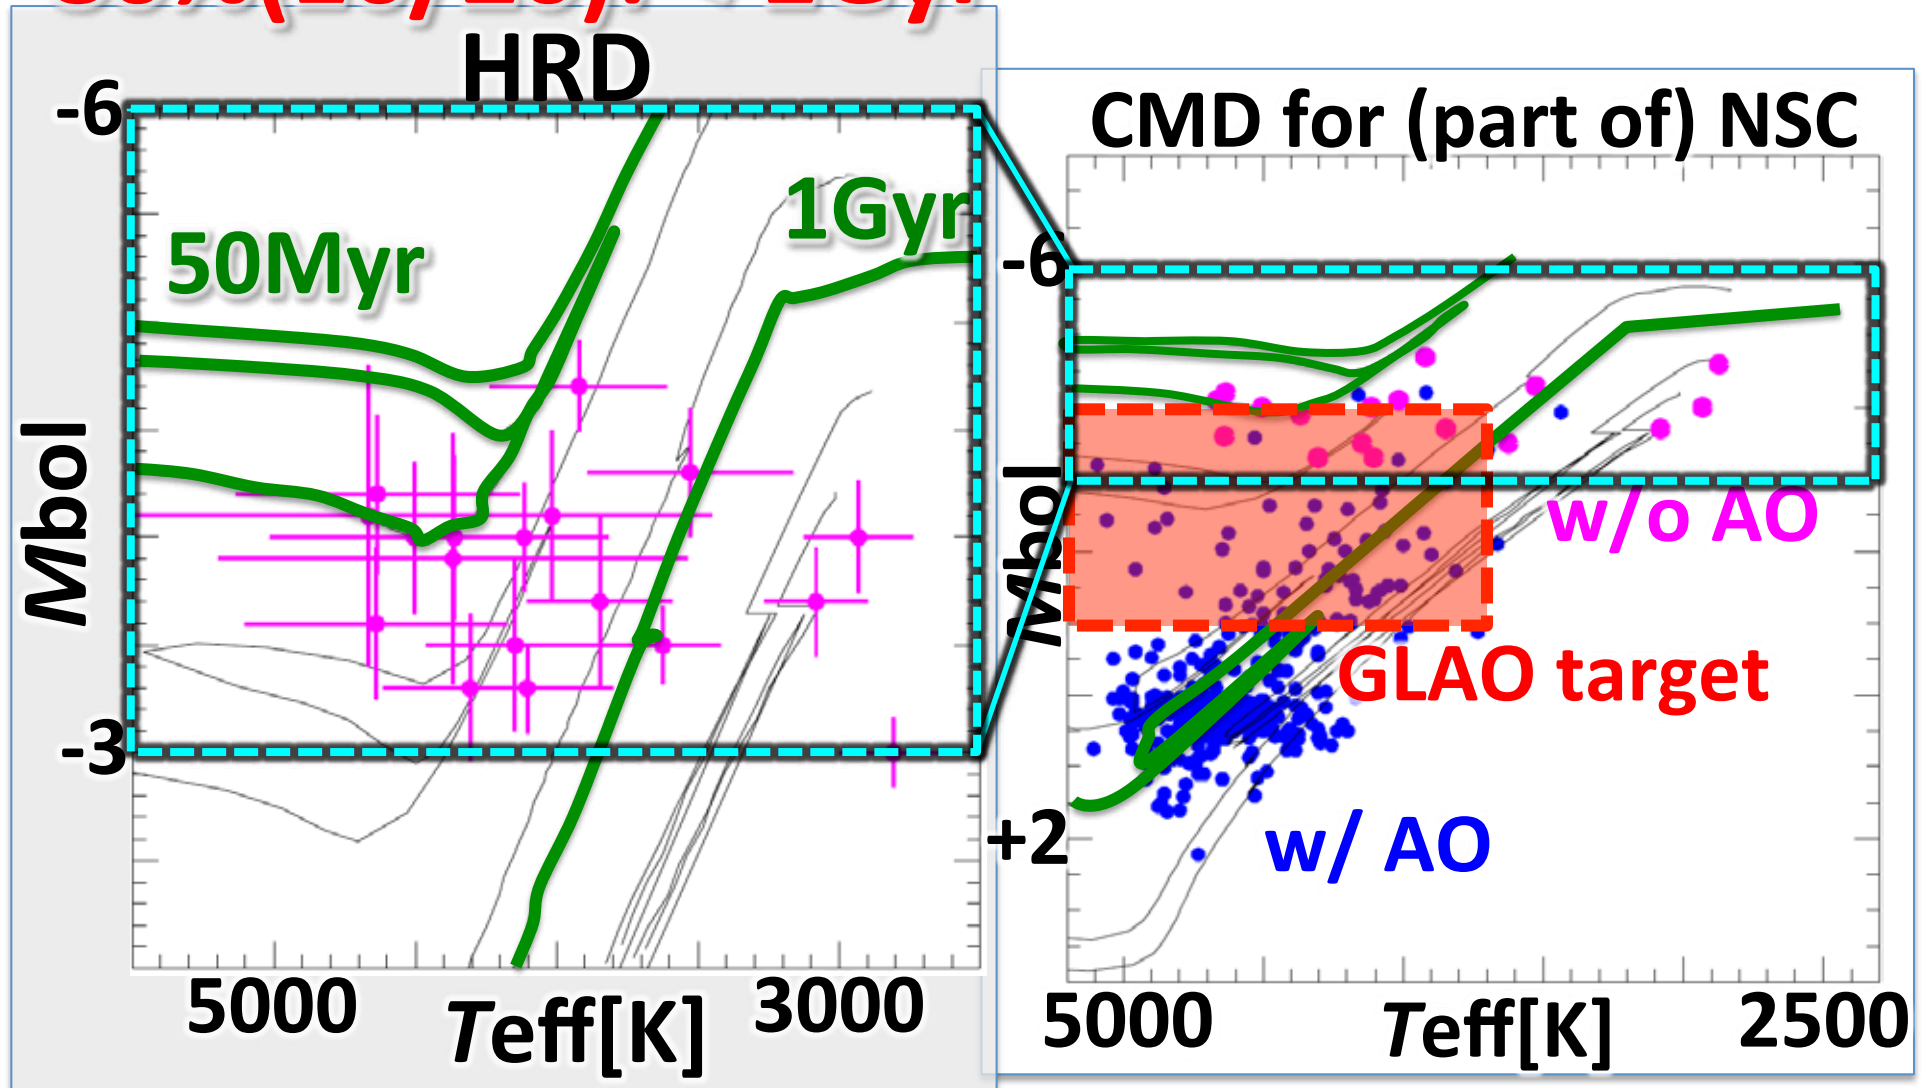 HRD
-6
50Myr
1Gyr
Mbol
-3
5000
3000
Teff[K]
CMD for (part of) NSC
-6
Mbol
w/o AO
GLAO target
+2
w/ AO
5000
2500
Teff[K]